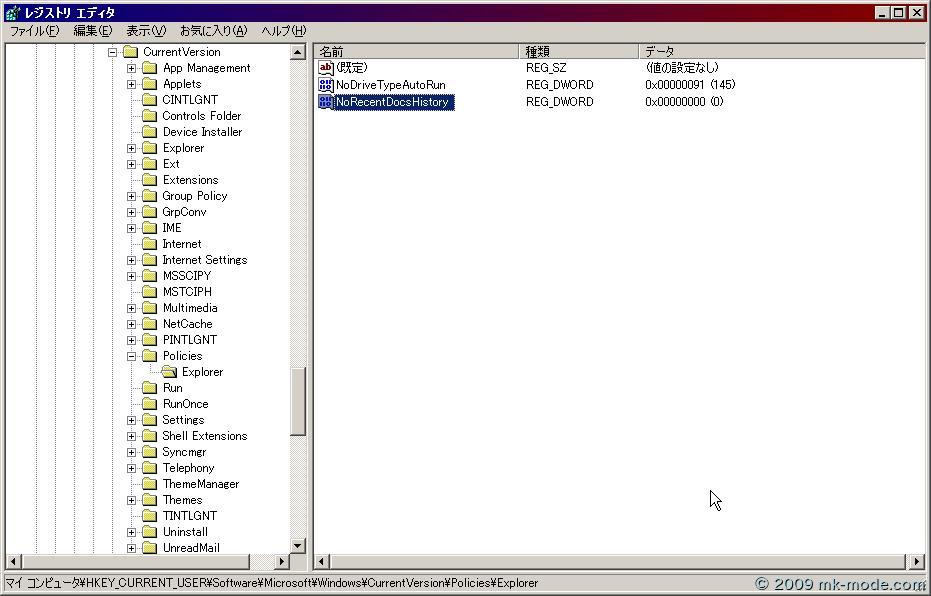 レジストリ エディタ
ファイル(F) 編集(E) 表示(V) お気に入り(A) ヘルプ(H)
CurrentVersion
App Management
Applets
CINTLGNT
Controls Folder
Device Installer
Explorer
Ext
Extensions
Group Policy
GrpConv
IME
Internet
Internet Settings
MSSCIPY
MSTCIPH
Multimedia
NetCache
PINTLGNT
Policies
Explorer
Run
RunOnce
Settings
Shell Extensions
Syncmgr
Telephony
ThemeManager
Themes
TINTLGNT
Uninstall
UnreadMail
名前 種類 データ
ab (既定) REG_SZ (値の設定なし)
NoDriveTypeAutoRun REG_DWORD 0x00000091 (145)
NoRecentDocsHistory REG_DWORD 0x00000000 (0)
マイ コンピュータ¥HKEY_CURRENT_USER¥Software¥Microsoft¥Windows¥CurrentVersion¥Policies¥Explorer
© 2009 mk-mode.com